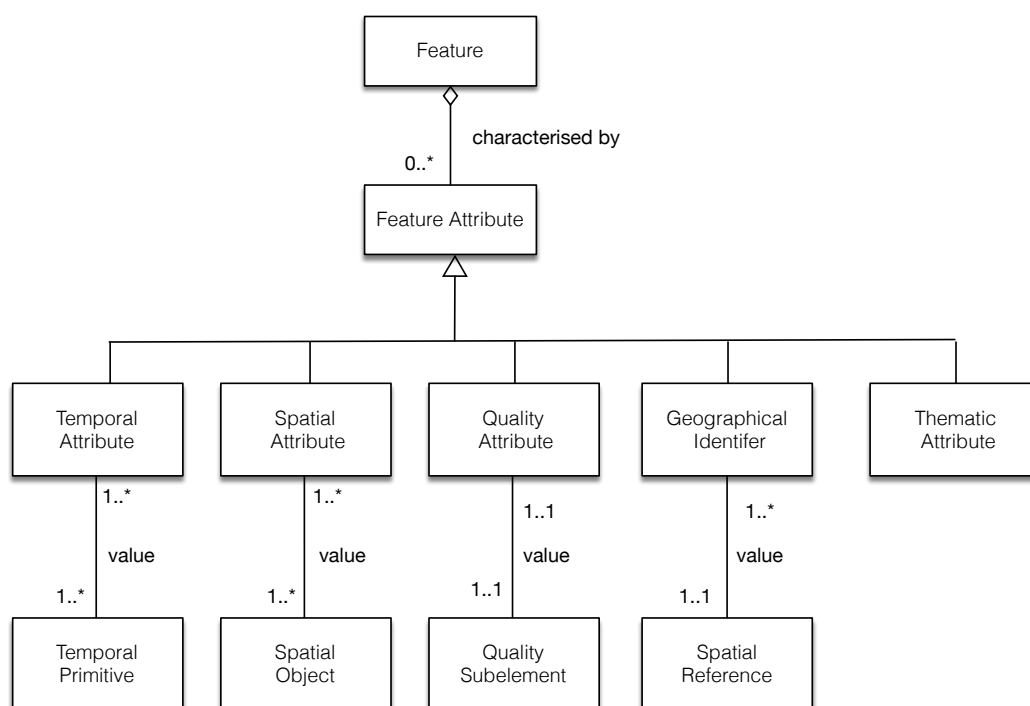 Feature
characterised by
0..*
Feature Attribute
Temporal
Attribute
Spatial
Attribute
Quality
Attribute
Geographical
Identifer
Thematic
Attribute
1..*
1..*
1..1
1..*
value
value
value
value
1..*
1..*
1..1
1..1
Temporal
Primitive
Spatial
Object
Quality
Subelement
Spatial
Reference